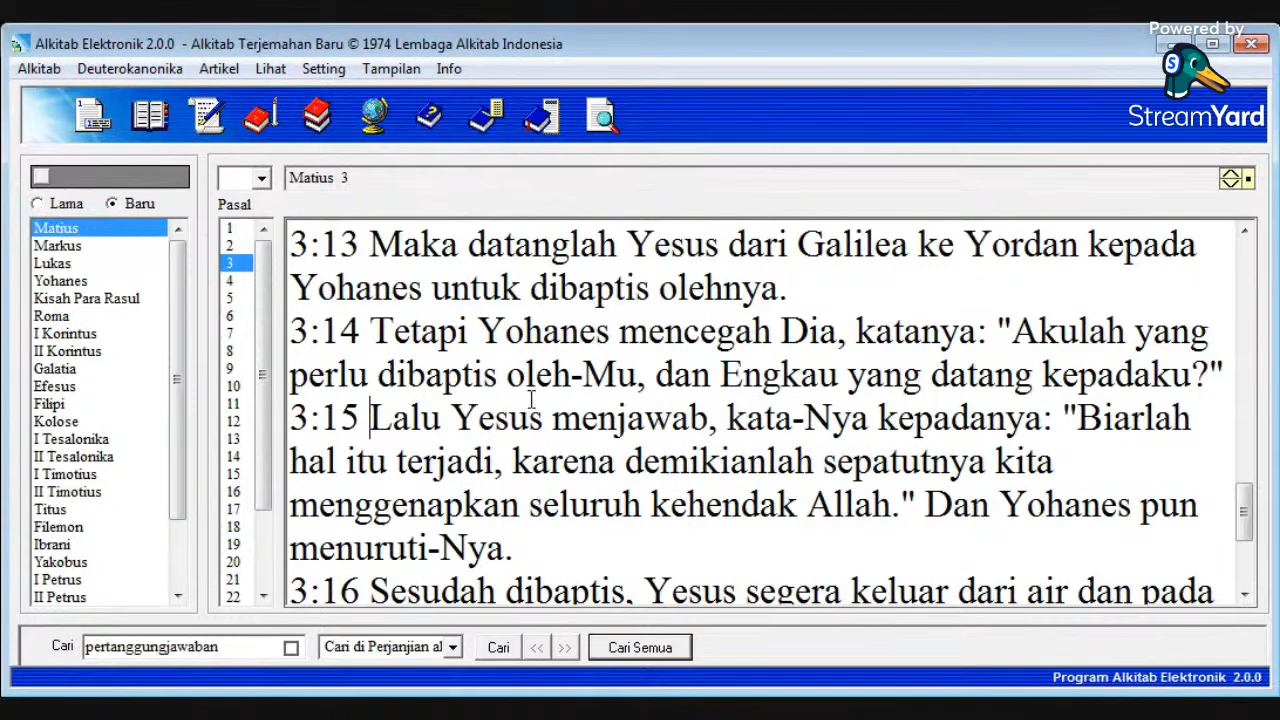 Powered by
StreamYard
Alkitab Elektronik 2.0.0 - Alkitab Terjemahan Baru © 1974 Lembaga Alkitab Indonesia
Alkitab Deuterokanonika Artikel Lihat Setting Tampilan Info
Matius 3
Lama Baru
Pasal
Matius
Markus
Lukas
Yohanes
Kisah Para Rasul
Roma
I Korintus
II Korintus
Galatia
Efesus
Filipi
Kolose
I Tesalonika
II Tesalonika
I Timotius
II Timotius
Titus
Filemon
Ibrani
Yakobus
I Petrus
II Petrus
1
2
3
4
5
6
7
8
9
10
11
12
13
14
15
16
17
18
19
20
21
22
3:13 Maka datanglah Yesus dari Galilea ke Yordan kepada
Yohanes untuk dibaptis olehnya.
3:14 Tetapi Yohanes mencegah Dia, katanya: "Akulah yang
perlu dibaptis oleh-Mu, dan Engkau yang datang kepadaku?"
3:15 Lalu Yesus menjawab, kata-Nya kepadanya: "Biarlah
hal itu terjadi, karena demikianlah sepatutnya kita
menggenapkan seluruh kehendak Allah." Dan Yohanes pun
menuruti-Nya.
3:16 Sesudah dibaptis, Yesus segera keluar dari air dan pada
Cari pertanggungjawaban Cari di Perjanjian al Cari << >> Cari Semua
Program Alkitab Elektronik 2.0.0